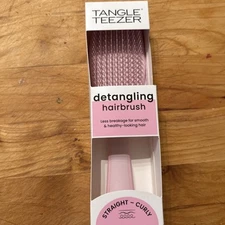 TANGLE
TEEZER
detangling
hairbrush
Less breakage for smooth
& healthy-looking hair
STRAIGHT – CURLY